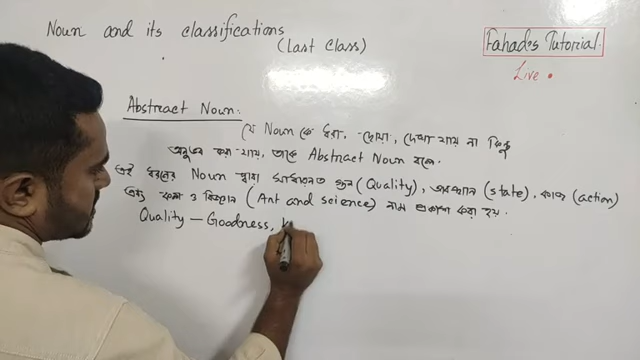 Noun and its classifications
(Last Class)
Fahad's Tutorial.
Live
Abstract Noun:
যে Noun কে ধরা, ছোয়া, দেখা যায় না কিন্তু
অনুভব করা যায়, তাকে Abstract Noun বলে.
এই ধরনের Noun দ্বারা সাধারনত গুন (Quality), অবস্থান (state), কাজ (action)
এবং কলা ও বিজ্ঞান (Art and science) নাম প্রকাশ করা হয়.
Quality — Goodness,